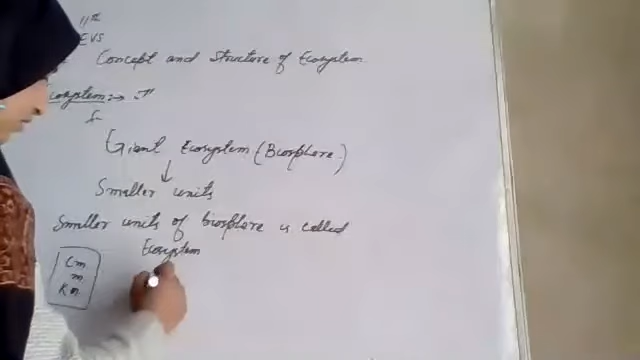 11th
EVS
Concept and Structure of Ecosystem
cosystem :→
Giant Ecosystem (Biosphere)
↓
Smaller units
Smaller units of biosphere is called
Ecosystem
Cm
m
Km